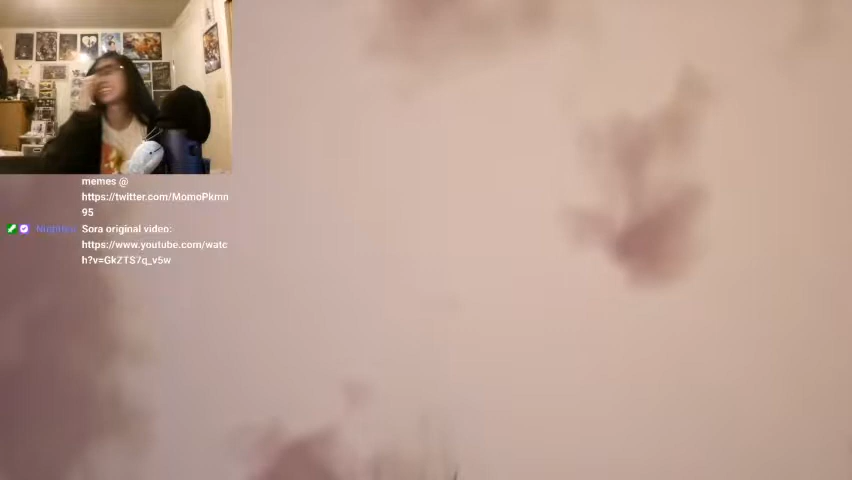 memes @
https://twitter.com/MomoPkmn
95
Sora original video:
https://www.youtube.com/watc
h?v=GkZTS7q_v5w